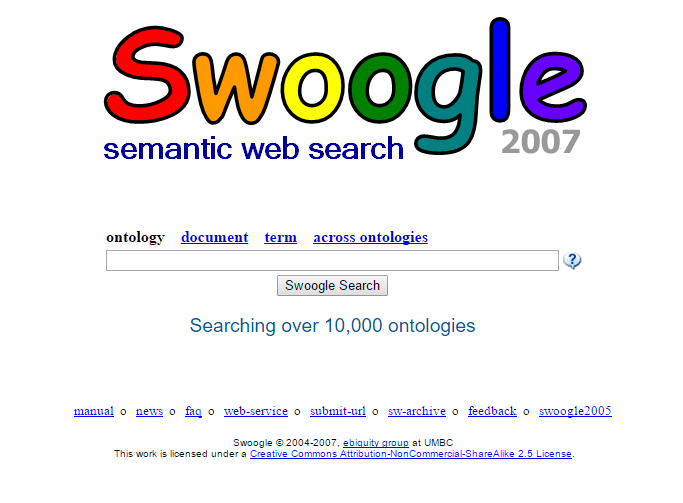 Swoogle
2007
semantic web search
ontology document term across ontologies
?
Swoogle Search
Searching over 10,000 ontologies
manual o news o faq o web-service o submit-url o sw-archive o feedback o swoogle2005
Swoogle © 2004-2007, ebiquity group at UMBC
This work is licensed under a Creative Commons Attribution-NonCommercial-ShareAlike 2.5 License.